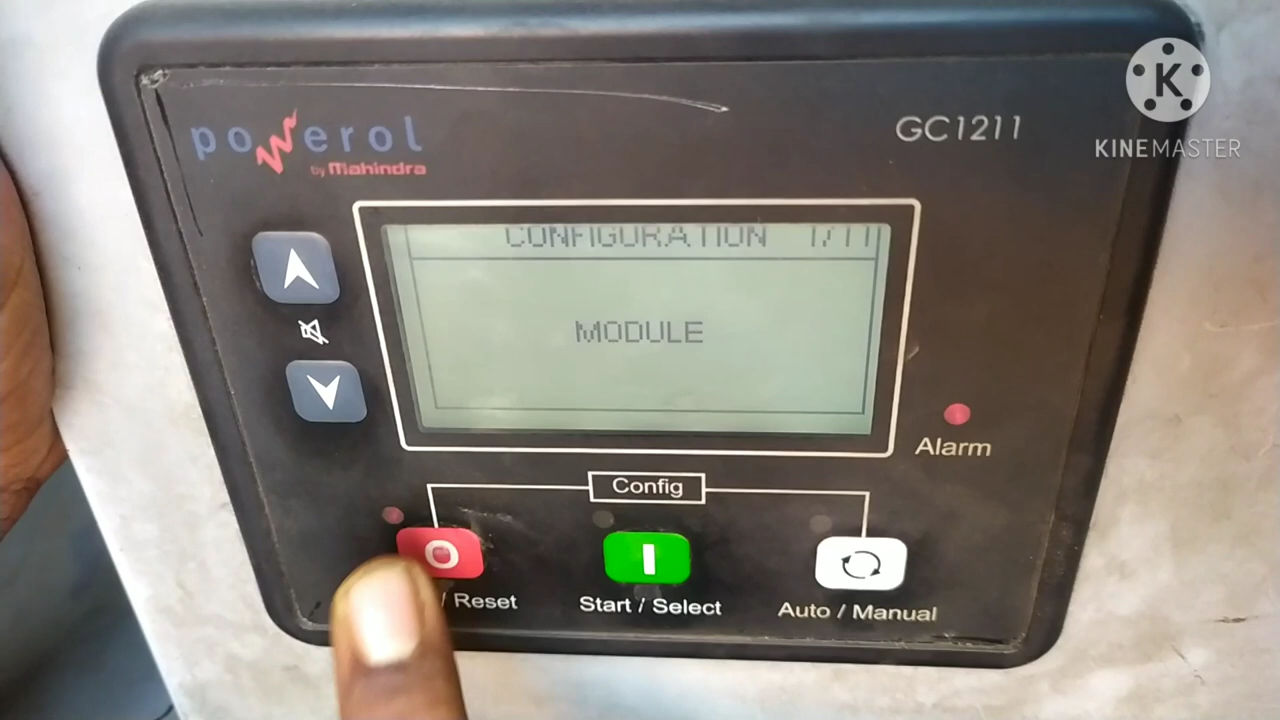 powerol
by Mahindra
GC1211
K
KINEMASTER
CONFIGURATION 1/11
MODULE
Alarm
Config
/ Reset
Start / Select
Auto / Manual